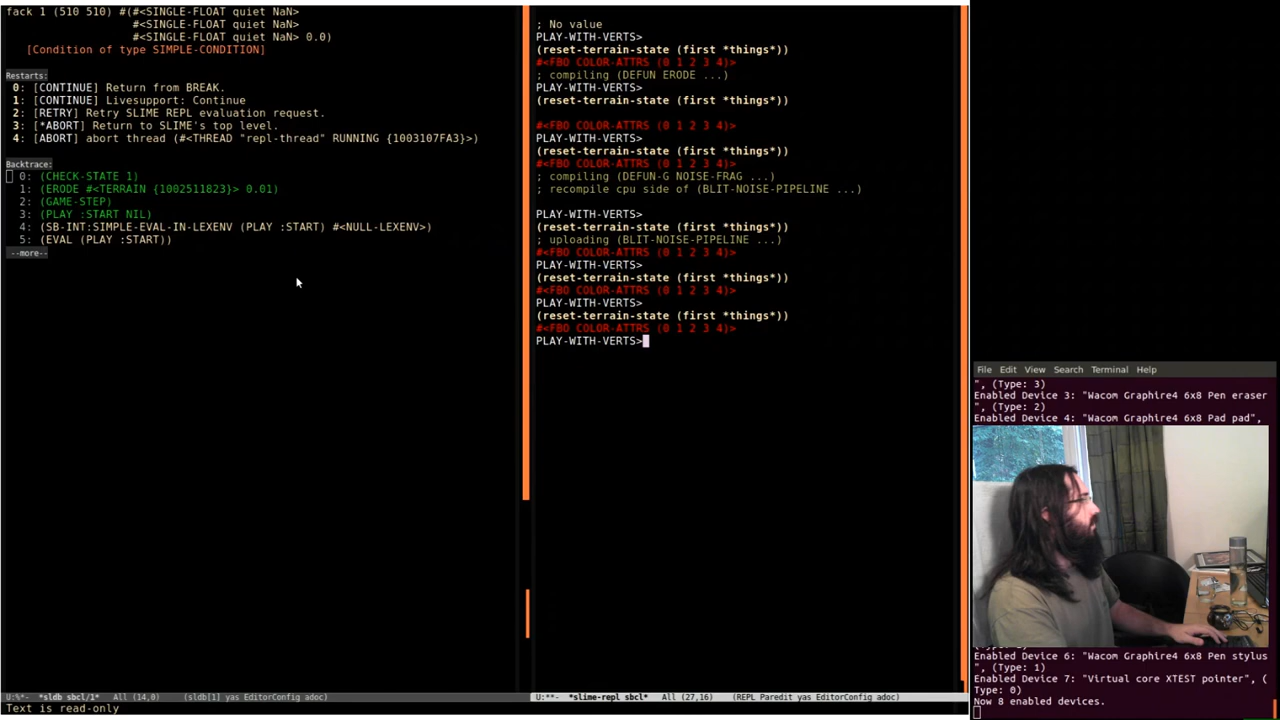 fack 1 (510 510) #(#<SINGLE-FLOAT quiet NaN>
#<SINGLE-FLOAT quiet NaN>
#<SINGLE-FLOAT quiet NaN> 0.0)
[Condition of type SIMPLE-CONDITION]
Restarts:
0: [CONTINUE] Return from BREAK.
1: [CONTINUE] Livesupport: Continue
2: [RETRY] Retry SLIME REPL evaluation request.
3: [*ABORT] Return to SLIME's top level.
4: [ABORT] abort thread (#<THREAD "repl-thread" RUNNING {1003107FA3}>)
Backtrace:
0: (CHECK-STATE 1)
1: (ERODE #<TERRAIN {1002511823}> 0.01)
2: (GAME-STEP)
3: (PLAY :START NIL)
4: (SB-INT:SIMPLE-EVAL-IN-LEXENV (PLAY :START) #<NULL-LEXENV>)
5: (EVAL (PLAY :START))
--more--
U:%*- *sldb sbcl/1* All (14,0) (sldb[1] yas EditorConfig adoc)
Text is read-only
; No value
PLAY-WITH-VERTS>
(reset-terrain-state (first *things*))
#<FBO COLOR-ATTRS (0 1 2 3 4)>
; compiling (DEFUN ERODE ...)
PLAY-WITH-VERTS>
(reset-terrain-state (first *things*))
#<FBO COLOR-ATTRS (0 1 2 3 4)>
PLAY-WITH-VERTS>
(reset-terrain-state (first *things*))
#<FBO COLOR-ATTRS (0 1 2 3 4)>
; compiling (DEFUN-G NOISE-FRAG ...)
; recompile cpu side of (BLIT-NOISE-PIPELINE ...)
PLAY-WITH-VERTS>
(reset-terrain-state (first *things*))
; uploading (BLIT-NOISE-PIPELINE ...)
#<FBO COLOR-ATTRS (0 1 2 3 4)>
PLAY-WITH-VERTS>
(reset-terrain-state (first *things*))
#<FBO COLOR-ATTRS (0 1 2 3 4)>
PLAY-WITH-VERTS>
(reset-terrain-state (first *things*))
#<FBO COLOR-ATTRS (0 1 2 3 4)>
PLAY-WITH-VERTS>
U:**- *slime-repl sbcl* All (27,16) (REPL Paredit yas EditorConfig adoc)
File Edit View Search Terminal Help
", (Type: 3)
Enabled Device 3: "Wacom Graphire4 6x8 Pen eraser
", (Type: 2)
Enabled Device 4: "Wacom Graphire4 6x8 Pad pad",
Enabled Device 6: "Wacom Graphire4 6x8 Pen stylus
", (Type: 1)
Enabled Device 7: "Virtual core XTEST pointer", (
Type: 0)
Now 8 enabled devices.